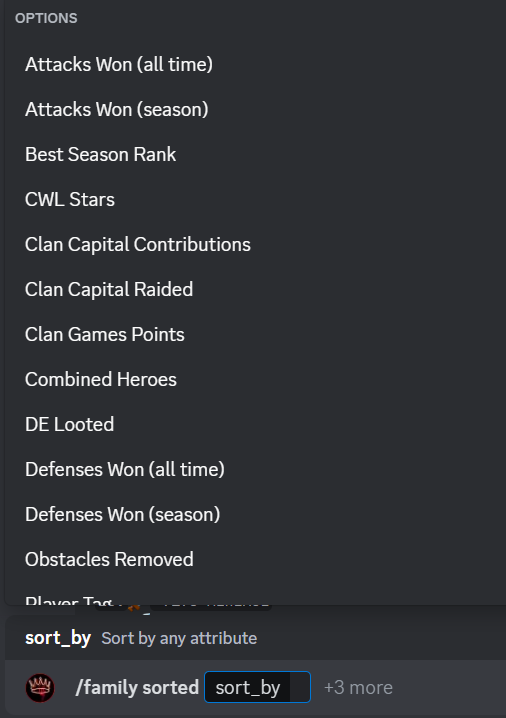 OPTIONS
Attacks Won (all time)
Attacks Won (season)
Best Season Rank
CWL Stars
Clan Capital Contributions
Clan Capital Raided
Clan Games Points
Combined Heroes
DE Looted
Defenses Won (all time)
Defenses Won (season)
Obstacles Removed
Player Tag
sort_by Sort by any attribute
/family sorted sort_by +3 more